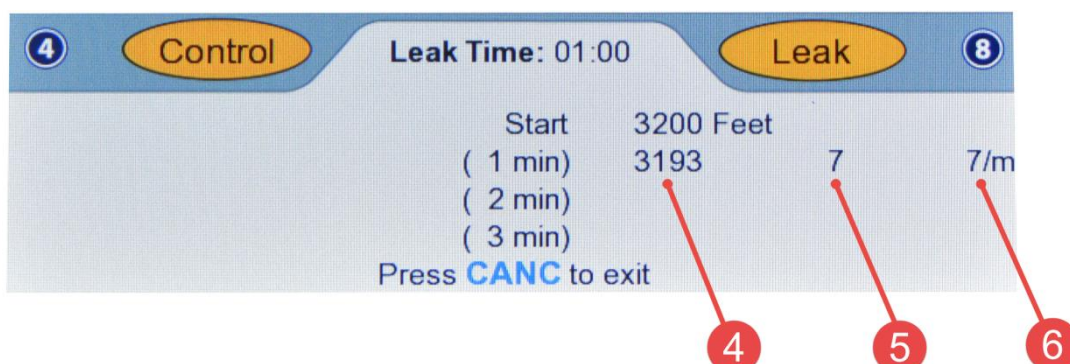 4 Control Leak Time: 01:00 Leak 8
Start 3200 Feet
( 1 min) 3193 7 7/m
( 2 min)
( 3 min)
Press CANC to exit
4 5 6